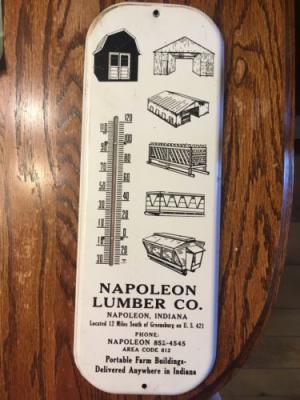 NAPOLEON
LUMBER CO.
NAPOLEON, INDIANA
Located 12 Miles South of Greensburg on U. S. 421
PHONE:
NAPOLEON 852-4545
AREA CODE 812
Portable Farm Buildings-
Delivered Anywhere in Indiana